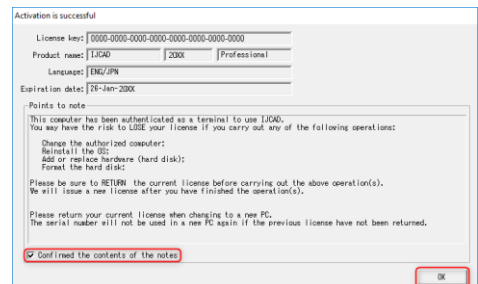 Activation is successful
License key: 0000-0000-0000-0000-0000-0000-0000-0000
Product name: IJCAD 20XX Professional
Language: ENG/JPN
Expiration date: 26-Jan-20XX
Points to note
This computer has been authenticated as a terminal to use IJCAD.
You may have the risk to LOSE your license if you carry out any of the following operations:
Change the authorized computer;
Reinstall the OS;
Add or replace hardware (hard disk);
Format the hard disk;
Please be sure to RETURN the current license before carrying out the above operation(s).
We will issue a new license after you have finished the operation(s).
Please return your current license when changing to a new PC.
The serial number will not be used in a new PC again if the previous license have not been returned.
Confirmed the contents of the notes
OK